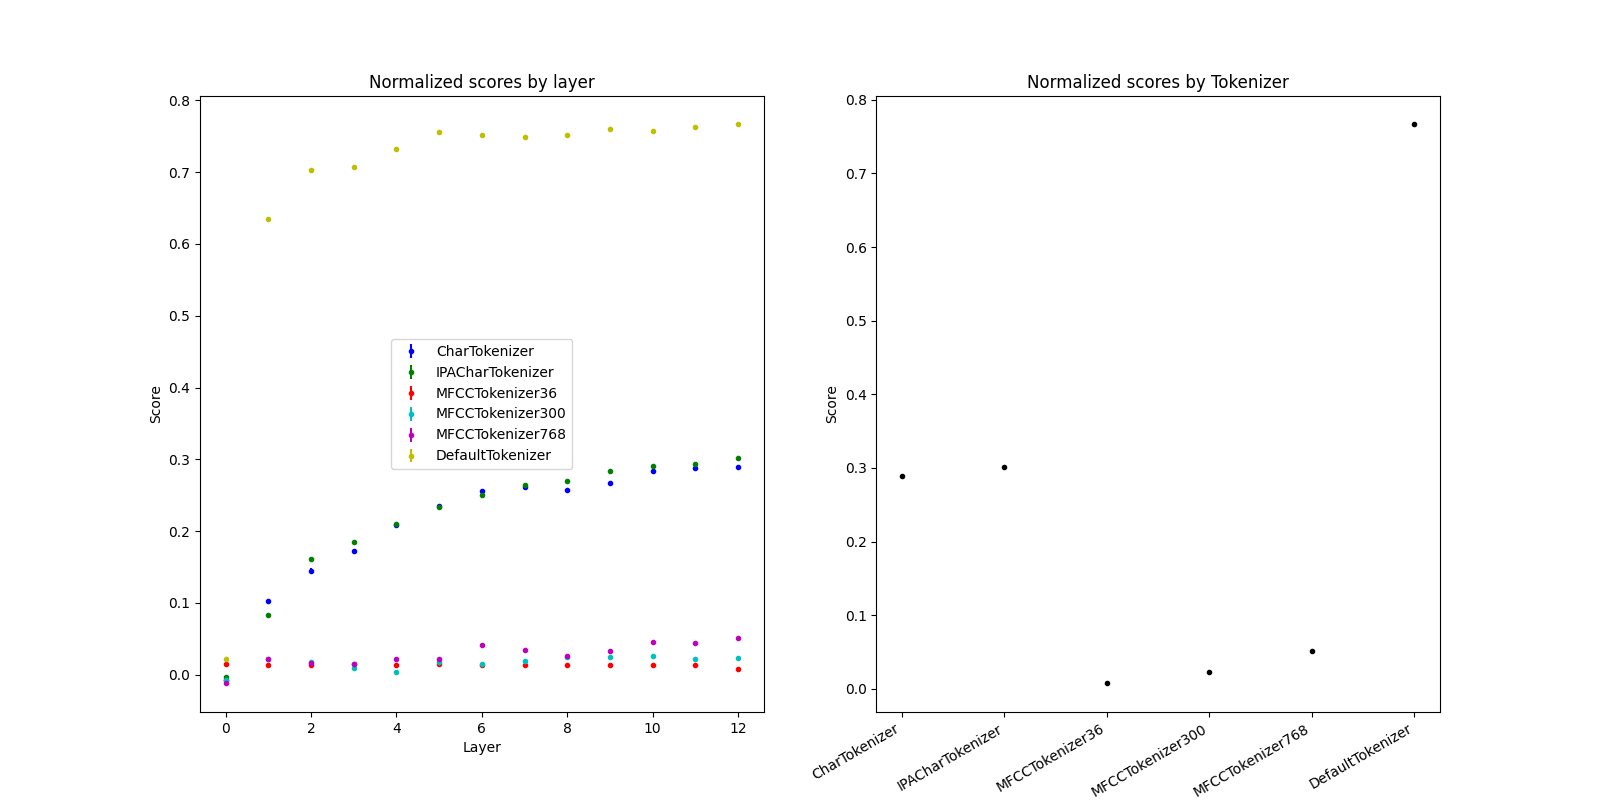 Normalized scores by layer
Score
0.8
0.7
0.6
0.5
0.4
0.3
0.2
0.1
0.0
CharTokenizer
IPACharTokenizer
MFCCTokenizer36
MFCCTokenizer300
MFCCTokenizer768
DefaultTokenizer
0 2 4 6 8 10 12
Layer
Normalized scores by Tokenizer
Score
0.8
0.7
0.6
0.5
0.4
0.3
0.2
0.1
0.0
CharTokenizer
IPACharTokenizer
MFCCTokenizer36
MFCCTokenizer300
MFCCTokenizer768
DefaultTokenizer